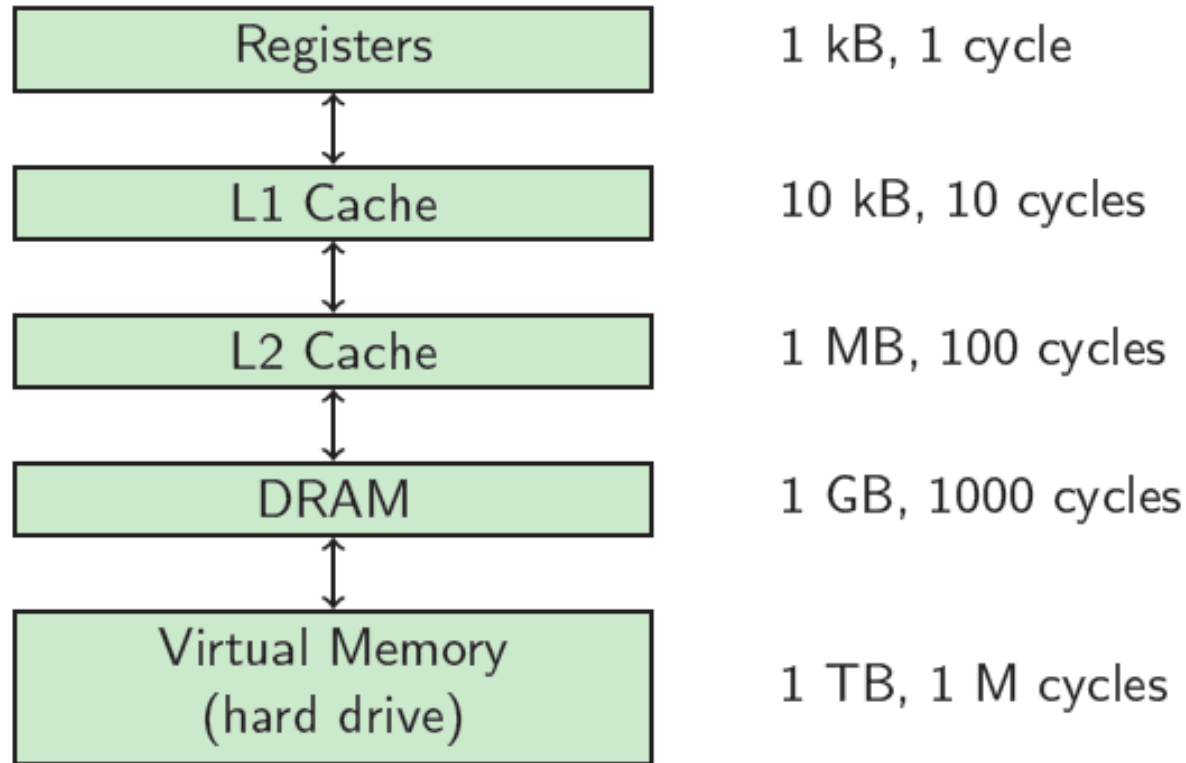 Registers
1 kB, 1 cycle
L1 Cache
10 kB, 10 cycles
L2 Cache
1 MB, 100 cycles
DRAM
1 GB, 1000 cycles
Virtual Memory
(hard drive)
1 TB, 1 M cycles